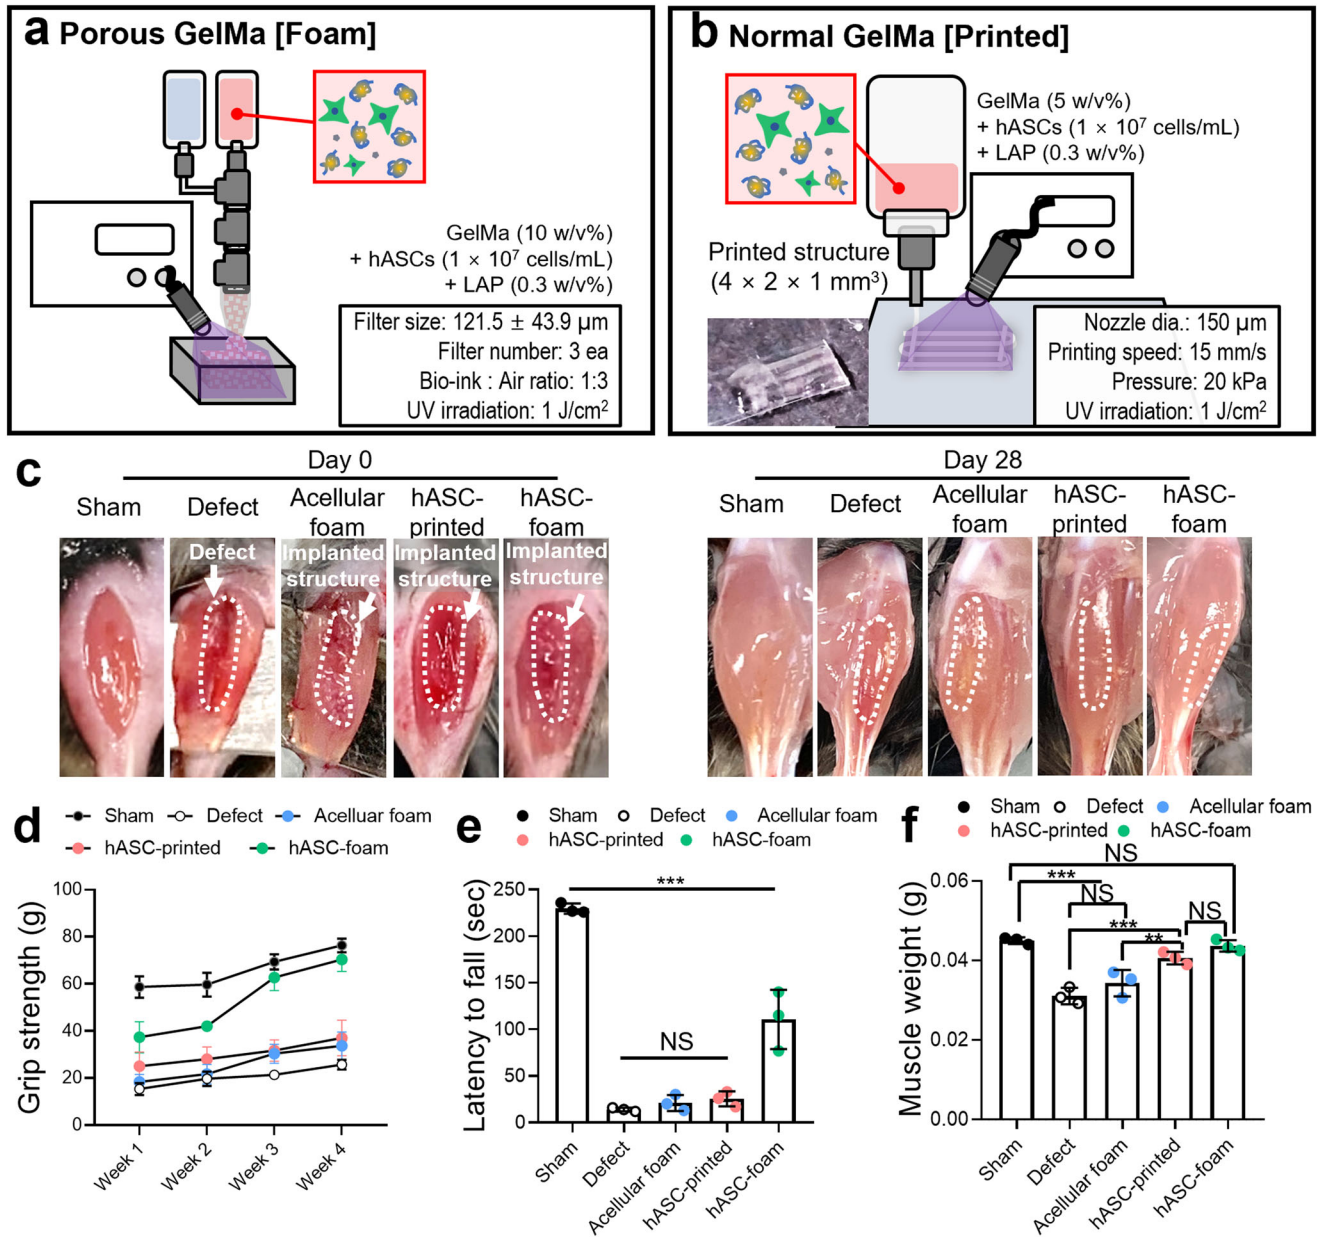 a Porous GelMa [Foam]
GelMa (10 w/v%)
+ hASCs (1 × 10⁷ cells/mL)
+ LAP (0.3 w/v%)
Filter size: 121.5 ± 43.9 μm
Filter number: 3 ea
Bio-ink : Air ratio: 1:3
UV irradiation: 1 J/cm²
b Normal GelMa [Printed]
GelMa (5 w/v%)
+ hASCs (1 × 10⁷ cells/mL)
+ LAP (0.3 w/v%)
Printed structure
(4 × 2 × 1 mm³)
Nozzle dia.: 150 μm
Printing speed: 15 mm/s
Pressure: 20 kPa
UV irradiation: 1 J/cm²
c
Day 0
Sham
Defect
Acellular
foam
hASC-
printed
hASC-
foam
Defect
Implanted
structure
Implanted
structure
Implanted
structure
Day 28
Sham
Defect
Acellular
foam
hASC-
printed
hASC-
foam
d
Sham
Defect
Acelluar foam
hASC-printed
hASC-foam
Grip strength (g)
100
80
60
40
20
0
Week 1
Week 2
Week 3
Week 4
e
Sham
Defect
Acellular foam
hASC-printed
hASC-foam
Latency to fall (sec)
250
200
150
100
50
0
***
NS
Sham
Defect
Acellular foam
hASC-printed
hASC-foam
f
Sham
Defect
Acellular foam
hASC-printed
hASC-foam
Muscle weight (g)
0.06
0.04
0.02
0.00
NS
***
NS
***
NS
**
Sham
Defect
Acellular foam
hASC-printed
hASC-foam